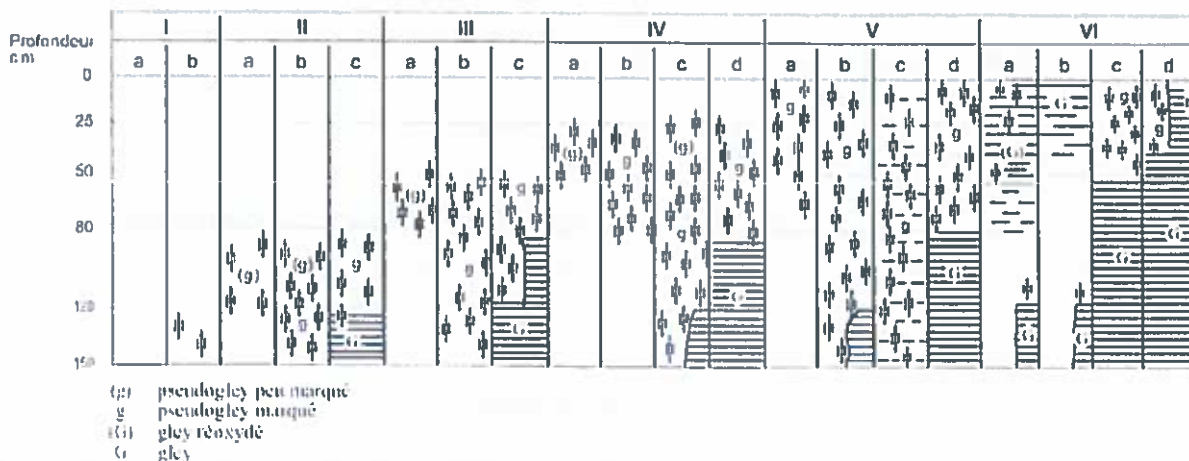 I II III IV V VI
Profondeur
cm
a b a b c a b c a b c d a b c d a b c d
0
g (g) G g
25
(g) (g) g g g (G)
50
(g) g g
80
(g) (g) g g g G G G
120
g G G G G
150
(g) pseudogley peu marqué
g pseudogley marqué
(G) gley réoxydé
G gley